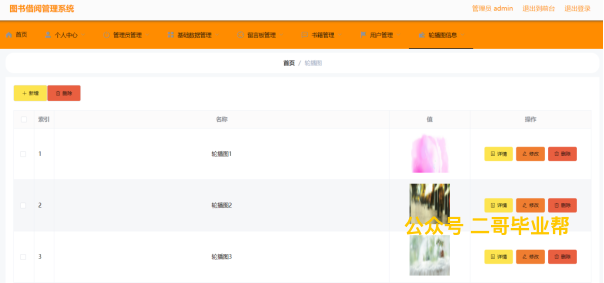 图书借阅管理系统
管理员 admin 退出到前台 退出登录
首页 个人中心 管理员管理 基础数据管理 留言板管理 书籍管理 用户管理 轮播图信息
首页 / 轮播图
+ 新增 删除
索引 名称 值 操作
1 轮播图1 详情 修改 删除
2 轮播图2 详情 修改 删除
公众号 二哥毕业帮
3 轮播图3 详情 修改 删除